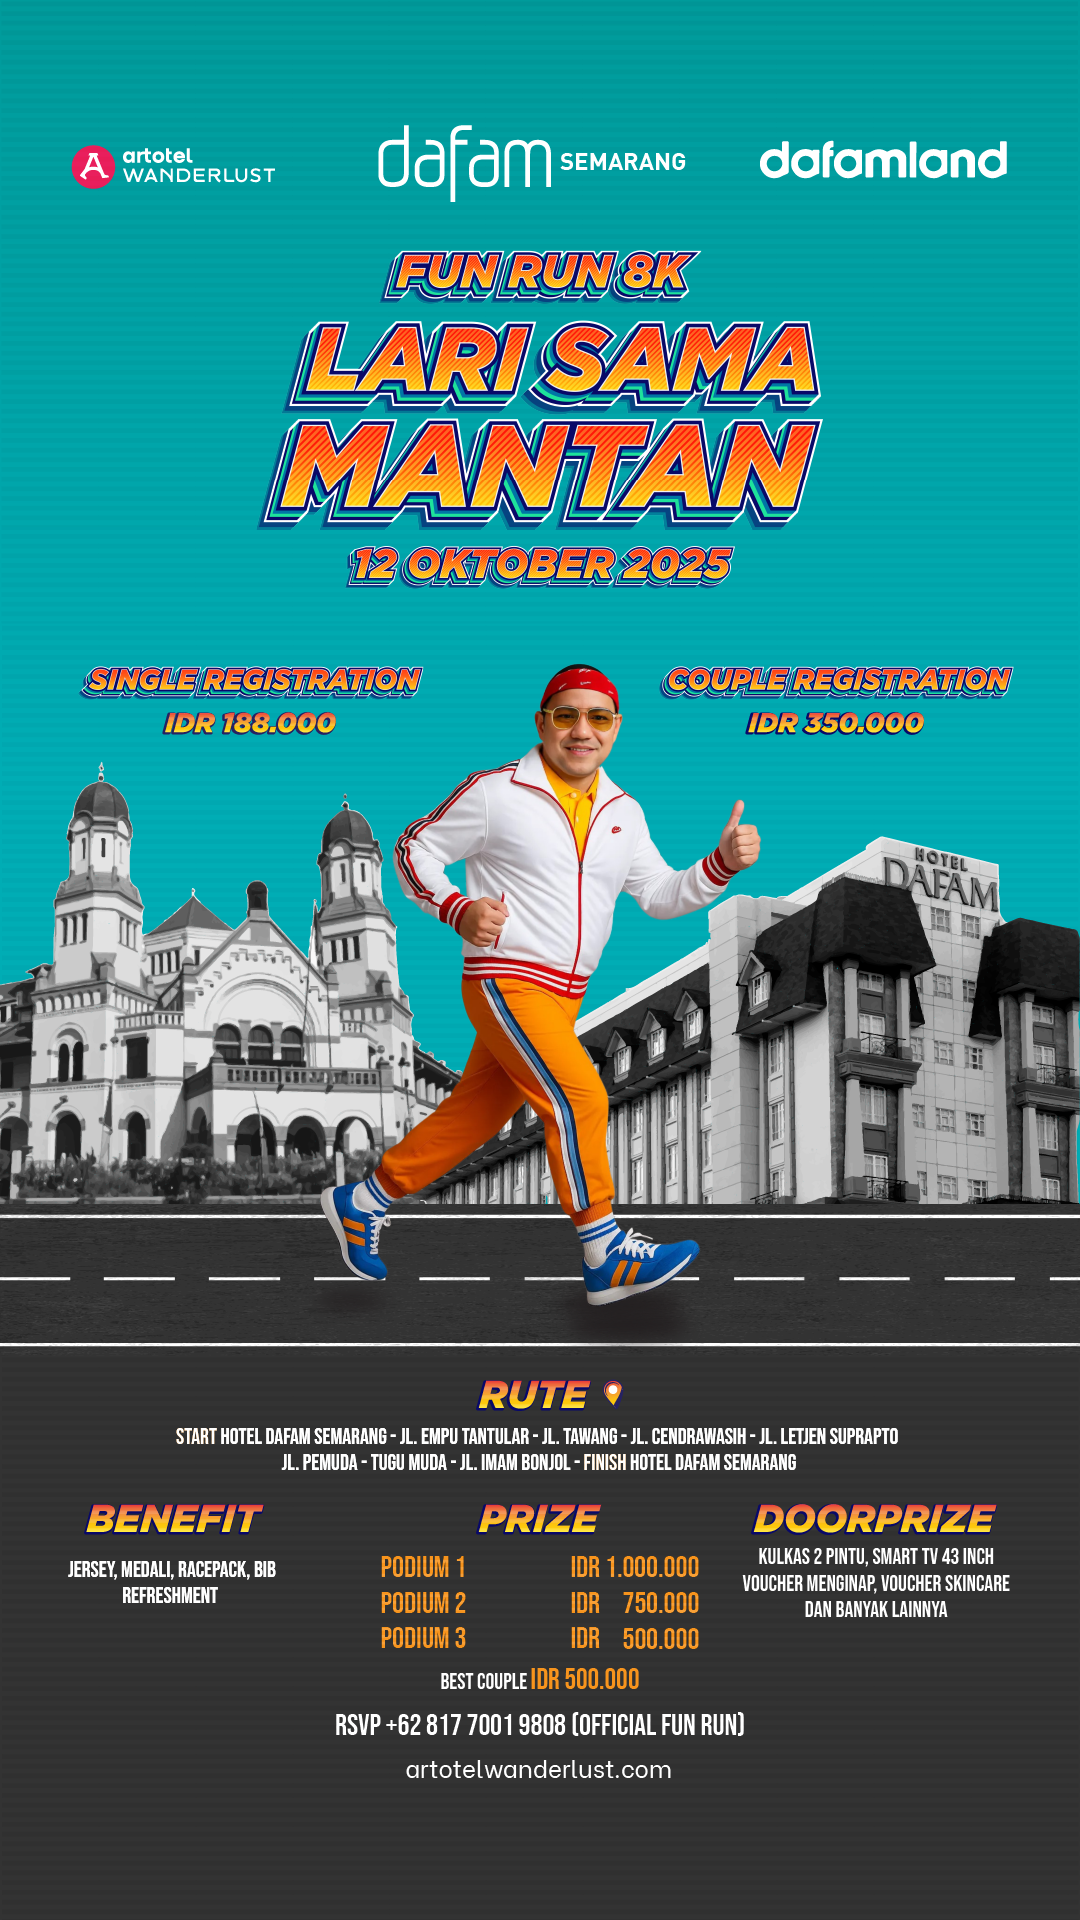 artotel
WANDERLUST
dafam SEMARANG
dafamland
FUN RUN 8K
LARI SAMA
MANTAN
12 OKTOBER 2025
SINGLE REGISTRATION
IDR 188.000
COUPLE REGISTRATION
IDR 350.000
HOTEL
DAFAM
RUTE
START HOTEL DAFAM SEMARANG - JL. EMPU TANTULAR - JL. TAWANG - JL. CENDRAWASIH - JL. LETJEN SUPRAPTO
JL. PEMUDA - TUGU MUDA - JL. IMAM BONJOL - FINISH HOTEL DAFAM SEMARANG
BENEFIT
JERSEY, MEDALI, RACEPACK, BIB
REFRESHMENT
PRIZE
PODIUM 1 IDR 1.000.000
PODIUM 2 IDR 750.000
PODIUM 3 IDR 500.000
BEST COUPLE IDR 500.000
DOORPRIZE
KULKAS 2 PINTU, SMART TV 43 INCH
VOUCHER MENGINAP, VOUCHER SKINCARE
DAN BANYAK LAINNYA
RSVP +62 817 7001 9808 (OFFICIAL FUN RUN)
artotelwanderlust.com